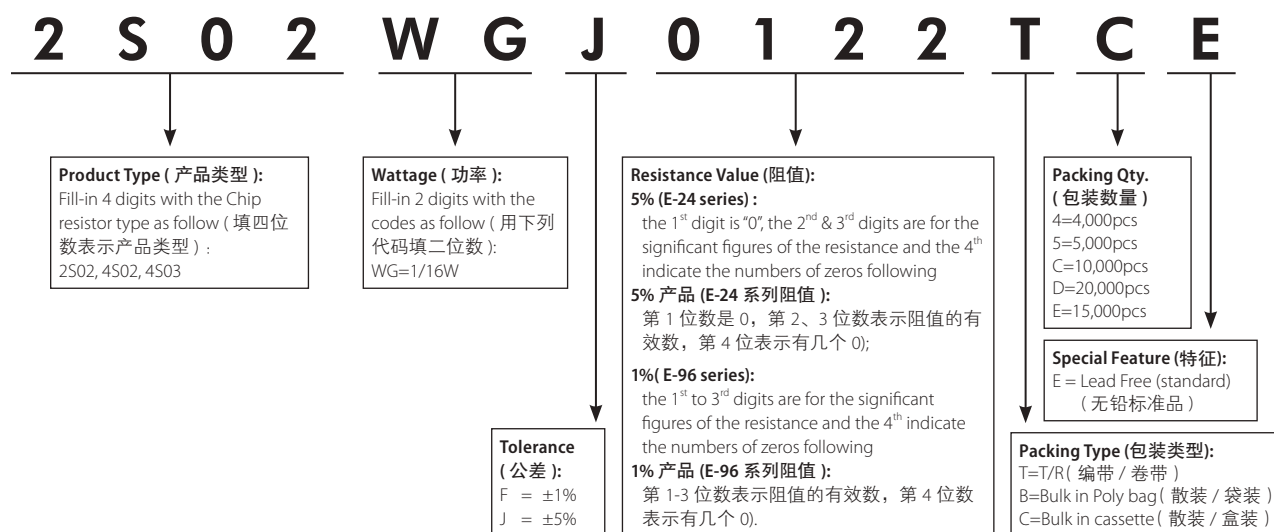 2 S 0 2 W G J 0 1 2 2 T C E
Product Type ( 产品类型 ):
Fill-in 4 digits with the Chip
resistor type as follow ( 填四位
数表示产品类型 ) :
2S02, 4S02, 4S03
Wattage ( 功率 ):
Fill-in 2 digits with the
codes as follow ( 用下列
代码填二位数 ):
WG=1/16W
Tolerance
( 公差 ):
F = ±1%
J = ±5%
Resistance Value (阻值):
5% (E-24 series) :
the 1st digit is “0”, the 2nd & 3rd digits are for the
significant figures of the resistance and the 4th
indicate the numbers of zeros following
5% 产品 (E-24 系列阻值 ):
第 1 位数是 0，第 2、3 位数表示阻值的有
效数，第 4 位表示有几个 0);
1%( E-96 series):
the 1st to 3rd digits are for the significant
figures of the resistance and the 4th indicate
the numbers of zeros following
1% 产品 (E-96 系列阻值 ):
第 1-3 位数表示阻值的有效数，第 4 位数
表示有几个 0).
Packing Qty.
( 包装数量 )
4=4,000pcs
5=5,000pcs
C=10,000pcs
D=20,000pcs
E=15,000pcs
Special Feature (特征):
E = Lead Free (standard)
( 无铅标准品 )
Packing Type (包装类型):
T=T/R( 编带 / 卷带 )
B=Bulk in Poly bag( 散装 / 袋装 )
C=Bulk in cassette( 散装 / 盒装 )